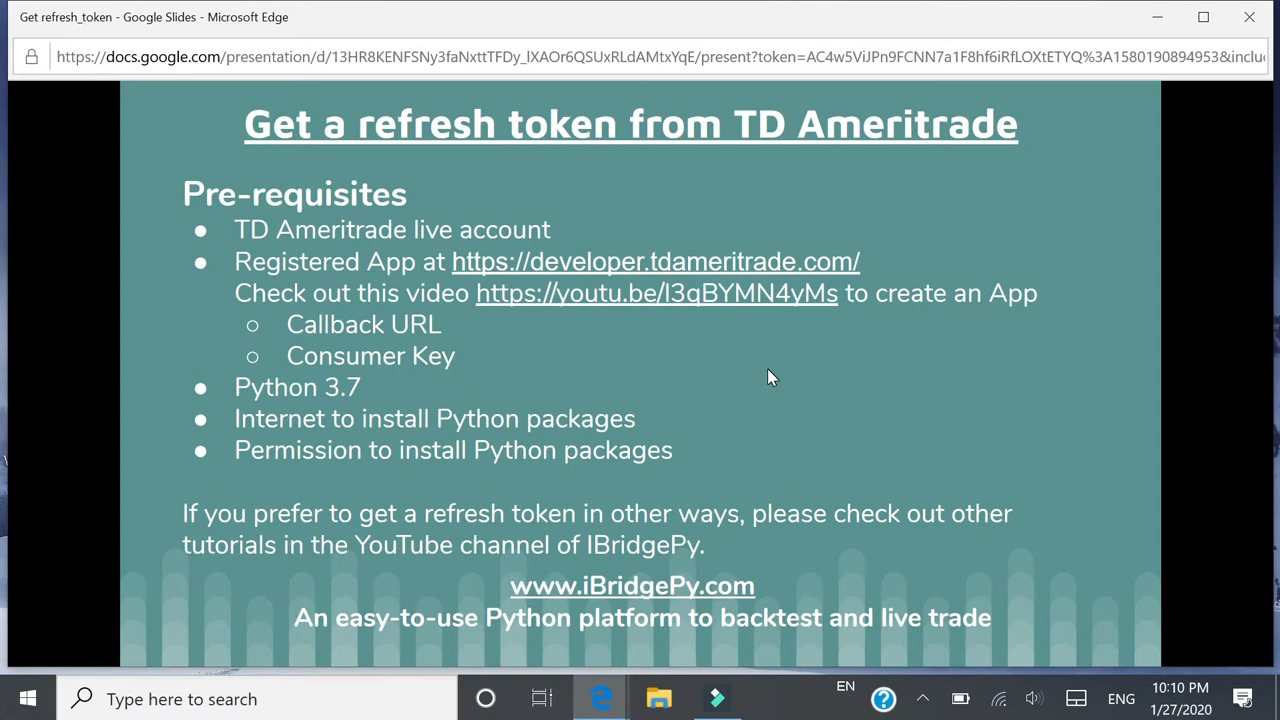 Get refresh_token - Google Slides - Microsoft Edge
https://docs.google.com/presentation/d/13HR8KENFSNy3faNxttTFDy_lXAOr6QSUxRLdAMtxYqE/present?token=AC4w5ViJPn9FCNN7a1F8hf6iRfLOXtETYQ%3A1580190894953&inclu
Get a refresh token from TD Ameritrade
Pre-requisites
● TD Ameritrade live account
● Registered App at https://developer.tdameritrade.com/
Check out this video https://youtu.be/l3qBYMN4yMs to create an App
○ Callback URL
○ Consumer Key
● Python 3.7
● Internet to install Python packages
● Permission to install Python packages
If you prefer to get a refresh token in other ways, please check out other
tutorials in the YouTube channel of IBridgePy.
www.iBridgePy.com
An easy-to-use Python platform to backtest and live trade
Type here to search
EN
ENG
10:10 PM
1/27/2020